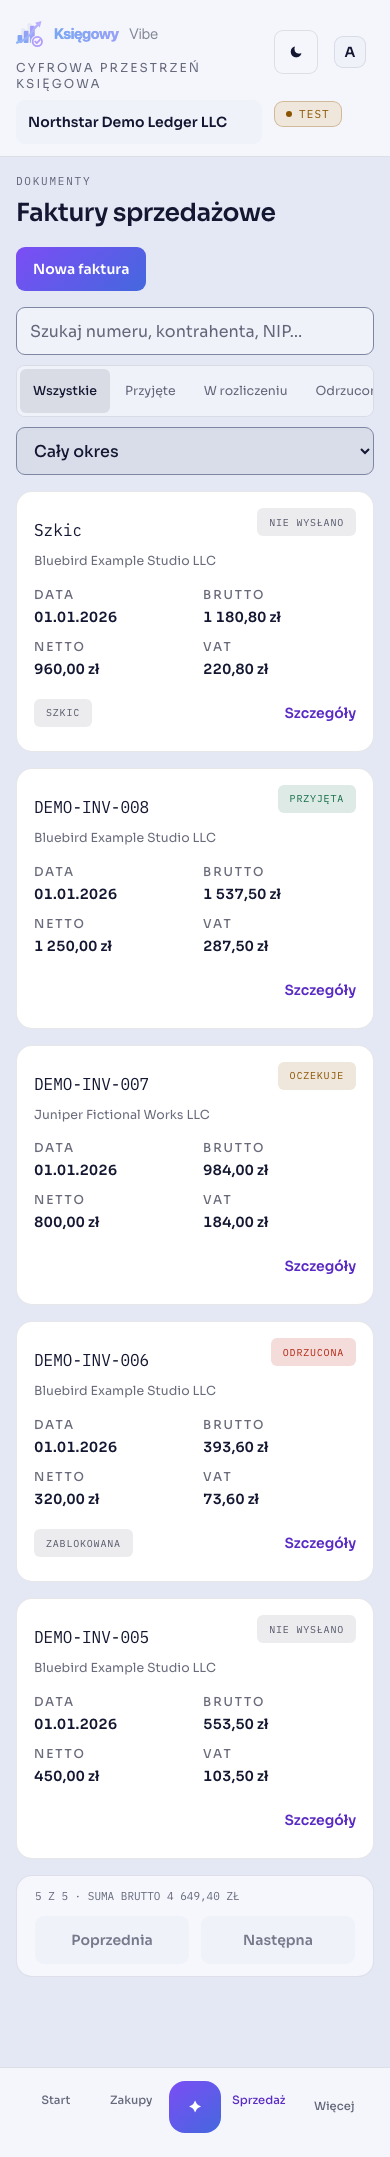 Księgowy Vibe
CYFROWA PRZESTRZEŃ
KSIĘGOWA
A
Northstar Demo Ledger LLC
TEST
DOKUMENTY
Faktury sprzedażowe
Nowa faktura
Szukaj numeru, kontrahenta, NIP...
Wszystkie Przyjęte W rozliczeniu Odrzucon
Cały okres
Szkic NIE WYSŁANO
Bluebird Example Studio LLC
DATA BRUTTO
01.01.2026 1 180,80 zł
NETTO VAT
960,00 zł 220,80 zł
SZKIC Szczegóły
DEMO-INV-008 PRZYJĘTA
Bluebird Example Studio LLC
DATA BRUTTO
01.01.2026 1 537,50 zł
NETTO VAT
1 250,00 zł 287,50 zł
Szczegóły
DEMO-INV-007 OCZEKUJE
Juniper Fictional Works LLC
DATA BRUTTO
01.01.2026 984,00 zł
NETTO VAT
800,00 zł 184,00 zł
Szczegóły
DEMO-INV-006 ODRZUCONA
Bluebird Example Studio LLC
DATA BRUTTO
01.01.2026 393,60 zł
NETTO VAT
320,00 zł 73,60 zł
ZABLOKOWANA Szczegóły
DEMO-INV-005 NIE WYSŁANO
Bluebird Example Studio LLC
DATA BRUTTO
01.01.2026 553,50 zł
NETTO VAT
450,00 zł 103,50 zł
Szczegóły
5 Z 5 · SUMA BRUTTO 4 649,40 ZŁ
Poprzednia Następna
Start Zakupy Sprzedaż Więcej